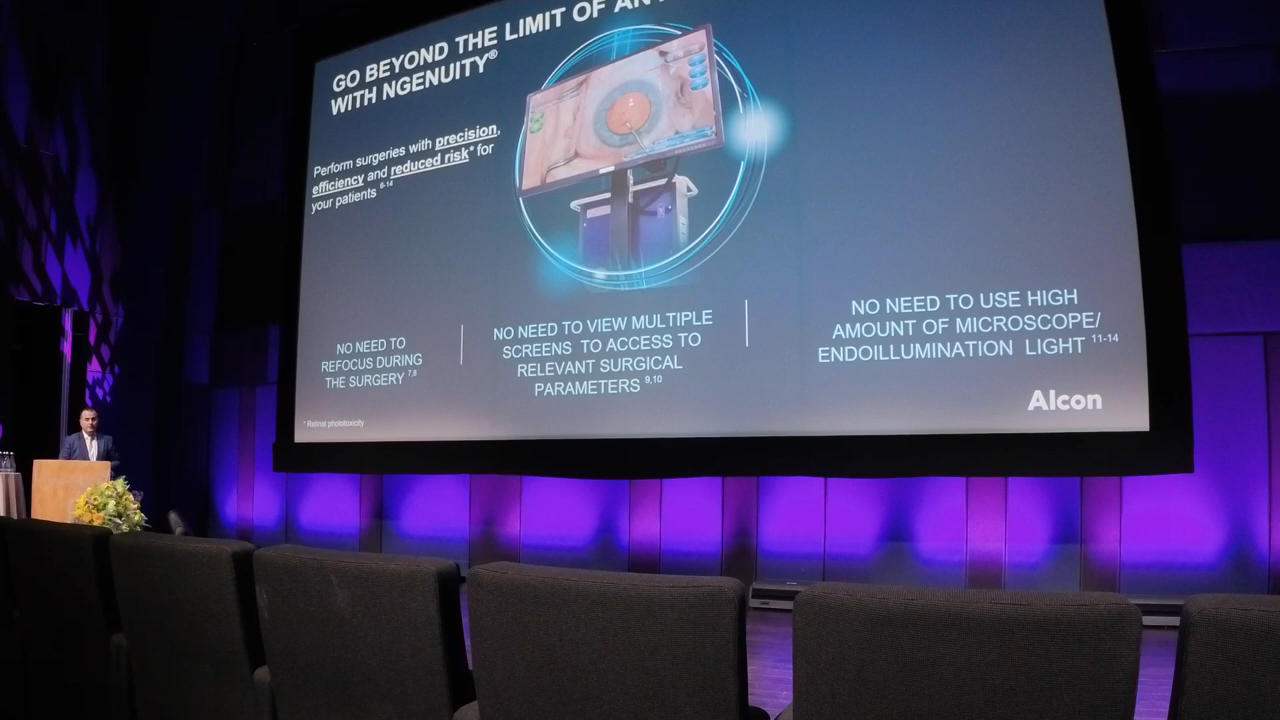 GO BEYOND THE LIMIT OF
WITH NGENUITY®
Perform surgeries with precision,
efficiency and reduced risk* for
your patients 6-14
NO NEED TO
REFOCUS DURING
THE SURGERY 7,8
NO NEED TO VIEW MULTIPLE
SCREENS TO ACCESS TO
RELEVANT SURGICAL
PARAMETERS 9,10
NO NEED TO USE HIGH
AMOUNT OF MICROSCOPE/
ENDOILLUMINATION LIGHT 11-14
Alcon
* Retinal phototoxicity